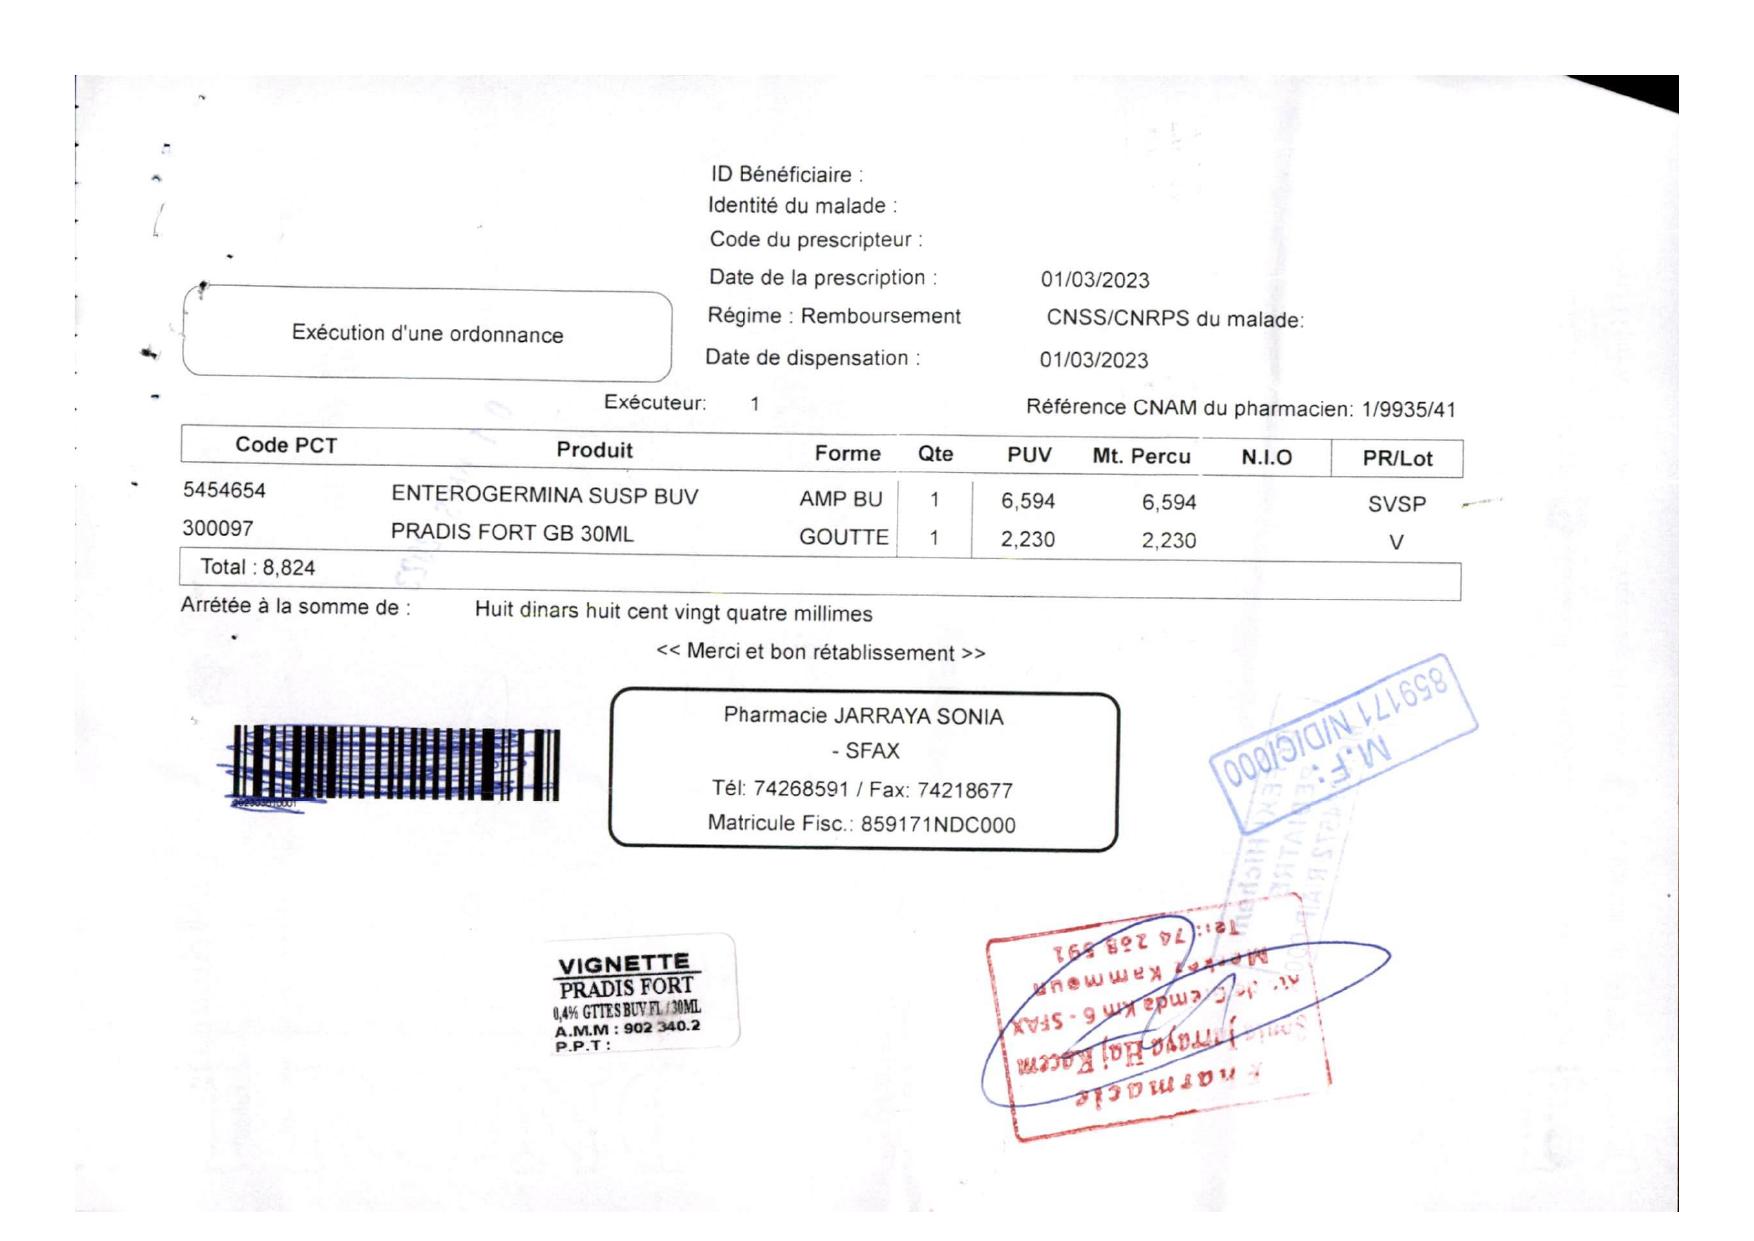 ID Bénéficiaire :
Identité du malade :
Code du prescripteur :
Date de la prescription : 01/03/2023
Régime : Remboursement CNSS/CNRPS du malade:
Exécution d'une ordonnance
Date de dispensation : 01/03/2023
Exécuteur: 1 Référence CNAM du pharmacien: 1/9935/41
Code PCT Produit Forme Qte PUV Mt. Percu N.I.O PR/Lot
5454654 ENTEROGERMINA SUSP BUV AMP BU 1 6,594 6,594 SVSP
300097 PRADIS FORT GB 30ML GOUTTE 1 2,230 2,230 V
Total : 8,824
Arrétée à la somme de : Huit dinars huit cent vingt quatre millimes
<< Merci et bon rétablissement >>
Pharmacie JARRAYA SONIA
- SFAX
Tél: 74268591 / Fax: 74218677
Matricule Fisc.: 859171NDC000
M.F:
859171 N/D/C/000
VIGNETTE
PRADIS FORT
0,4% GTTES BUV FL / 30ML
A.M.M : 902 340.2
P.P.T :
Pharmacie
Sonia Jarraya Haj Kacem
km 6 - SFAX
Markez Kammoun
Tel: 74 268 591